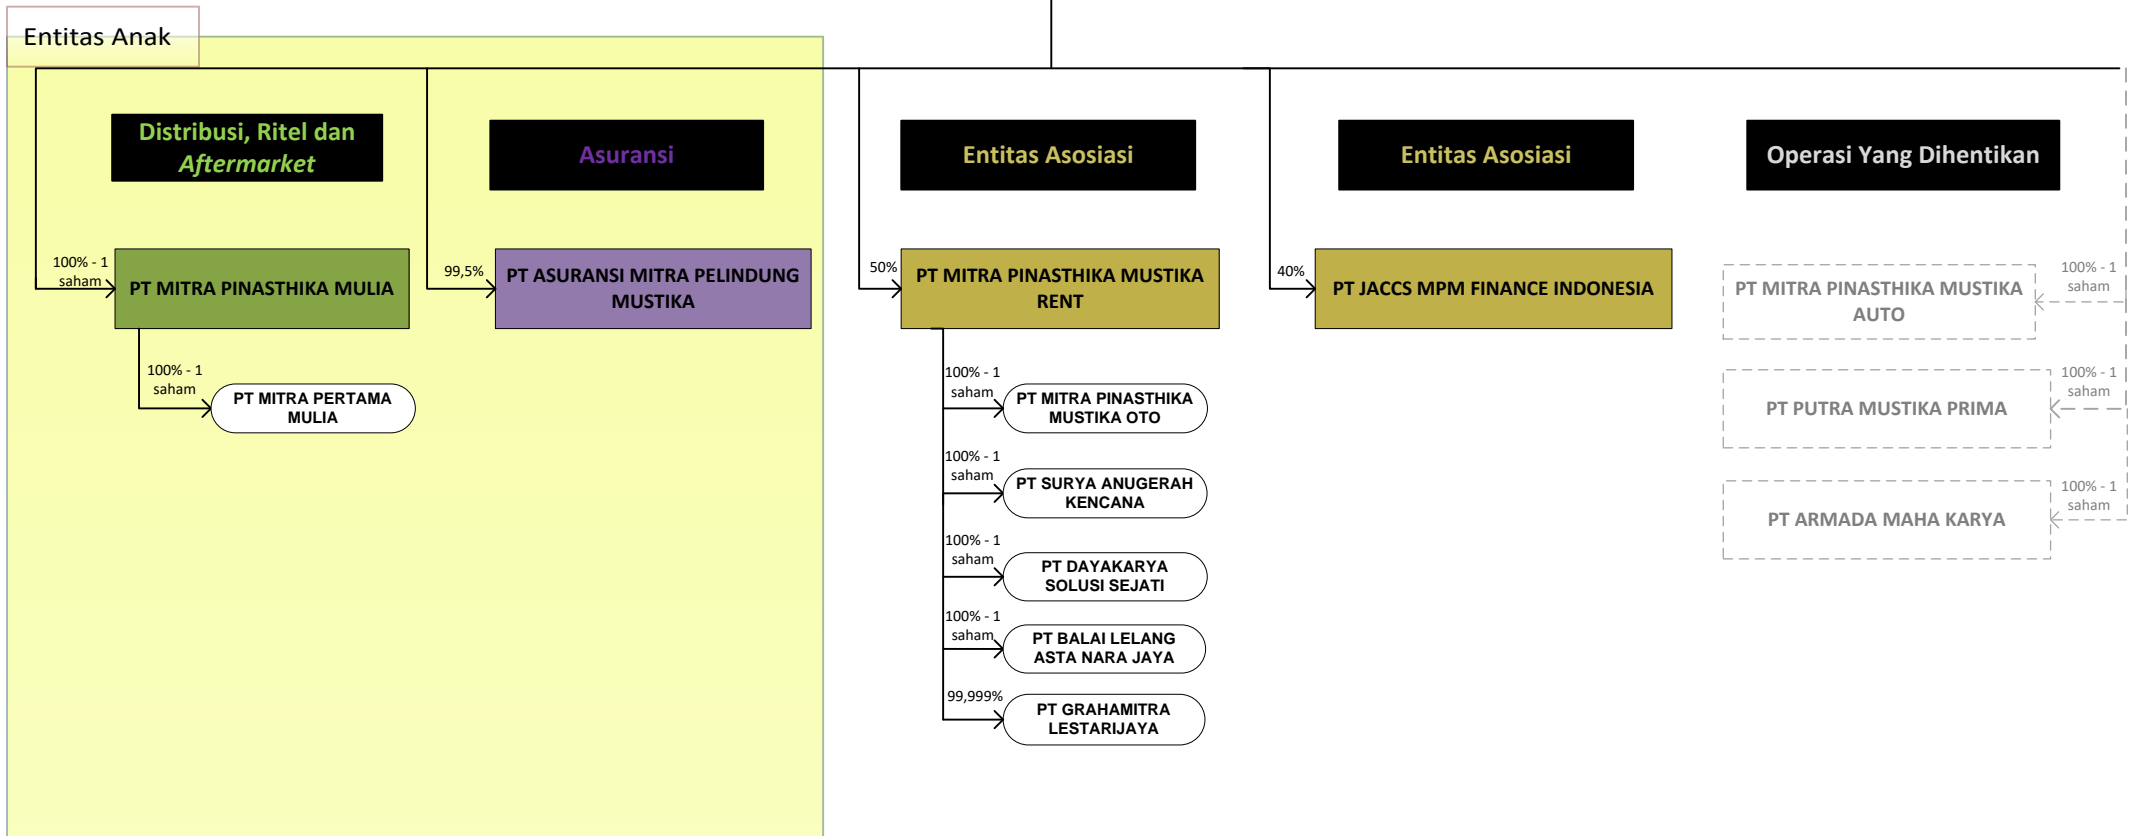 Entitas Anak
Distribusi, Ritel dan
Aftermarket
Asuransi
Entitas Asosiasi
Entitas Asosiasi
Operasi Yang Dihentikan
100% - 1
saham
PT MITRA PINASTHIKA MULIA
99,5%
PT ASURANSI MITRA PELINDUNG
MUSTIKA
50%
PT MITRA PINASTHIKA MUSTIKA
RENT
40%
PT JACCS MPM FINANCE INDONESIA
PT MITRA PINASTHIKA MUSTIKA
AUTO
100% - 1
saham
100% - 1
saham
PT MITRA PERTAMA
MULIA
100% - 1
saham
PT MITRA PINASTHIKA
MUSTIKA OTO
PT PUTRA MUSTIKA PRIMA
100% - 1
saham
100% - 1
saham
PT SURYA ANUGERAH
KENCANA
PT ARMADA MAHA KARYA
100% - 1
saham
100% - 1
saham
PT DAYAKARYA
SOLUSI SEJATI
100% - 1
saham
PT BALAI LELANG
ASTA NARA JAYA
99,999%
PT GRAHAMITRA
LESTARIJAYA